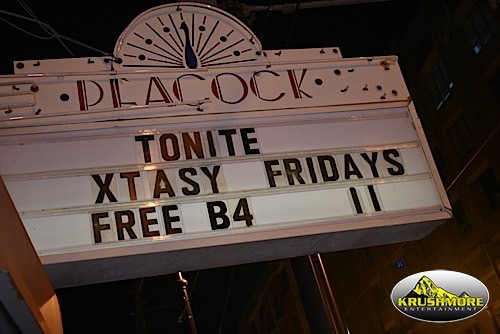 PEACOCK
TONITE
XTASY FRIDAYS
FREE B4 11
KRUSHMORE
ENTERTAINMENT